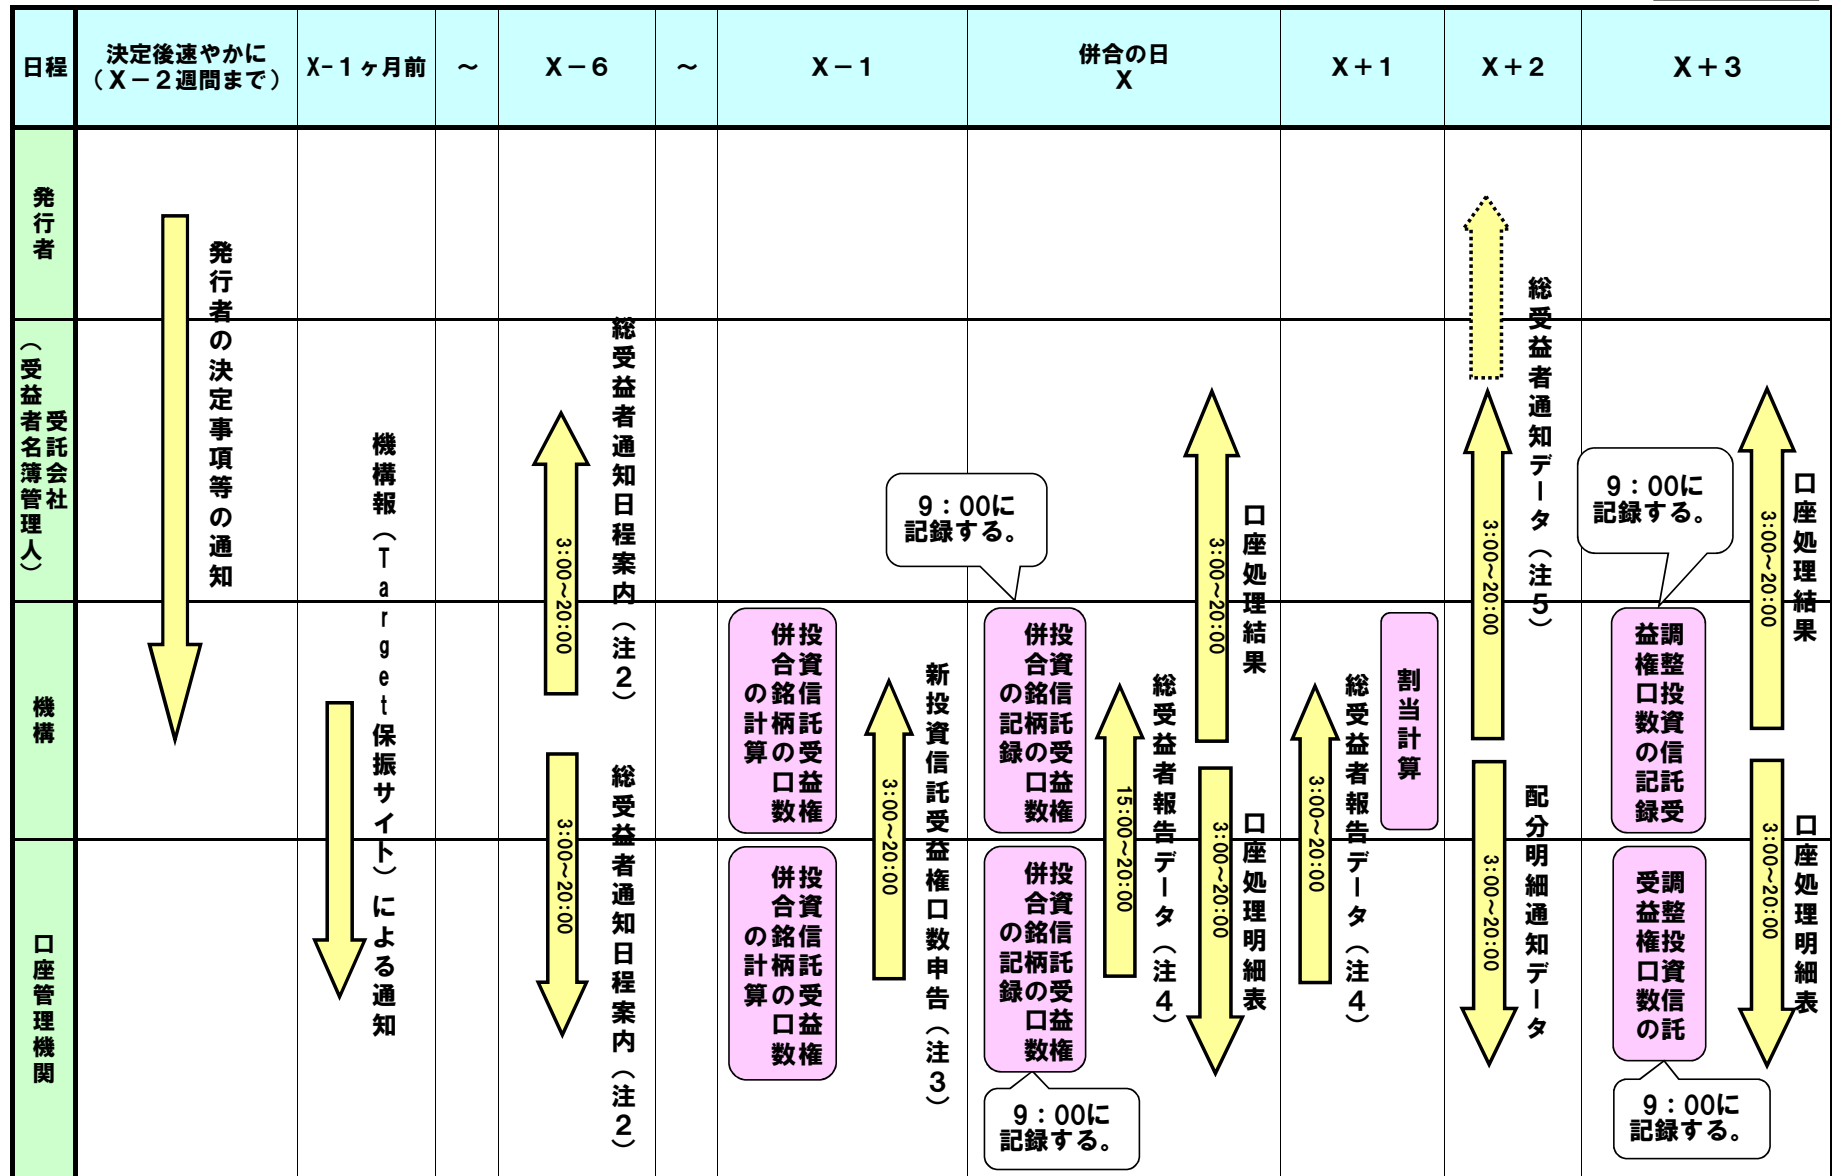 日程
決定後速やかに
（X－2週間まで）
X-1ヶ月前
～
X－6
～
X－1
併合の日
X
X＋1
X＋2
X＋3
発行者
受託会社
（受益者名簿管理人）
機構
口座管理機関
発行者の決定事項等の通知
機構報（Target保振サイト）による通知
3:00～20:00
総受益者通知日程案内（注2）
3:00～20:00
総受益者通知日程案内（注2）
投資信託受益権
併合銘柄の口数
の計算
投資信託受益権
併合銘柄の口数
の計算
3:00～20:00
新投資信託受益権口数申告（注3）
9：00に
記録する。
投資信託受益権
併合銘柄の口数
の記録
投資信託受益権
併合銘柄の口数
の記録
9：00に
記録する。
15:00～20:00
総受益者報告データ（注4）
3:00～20:00
口座処理結果
3:00～20:00
口座処理明細表
3:00～20:00
総受益者報告データ（注4）
割当計算
3:00～20:00
総受益者通知データ（注5）
3:00～20:00
配分明細通知データ
9：00に
記録する。
調整投資信託受
益権口数の記録
調整投資信託
受益権口数の
9：00に
記録する。
3:00～20:00
口座処理結果
3:00～20:00
口座処理明細表